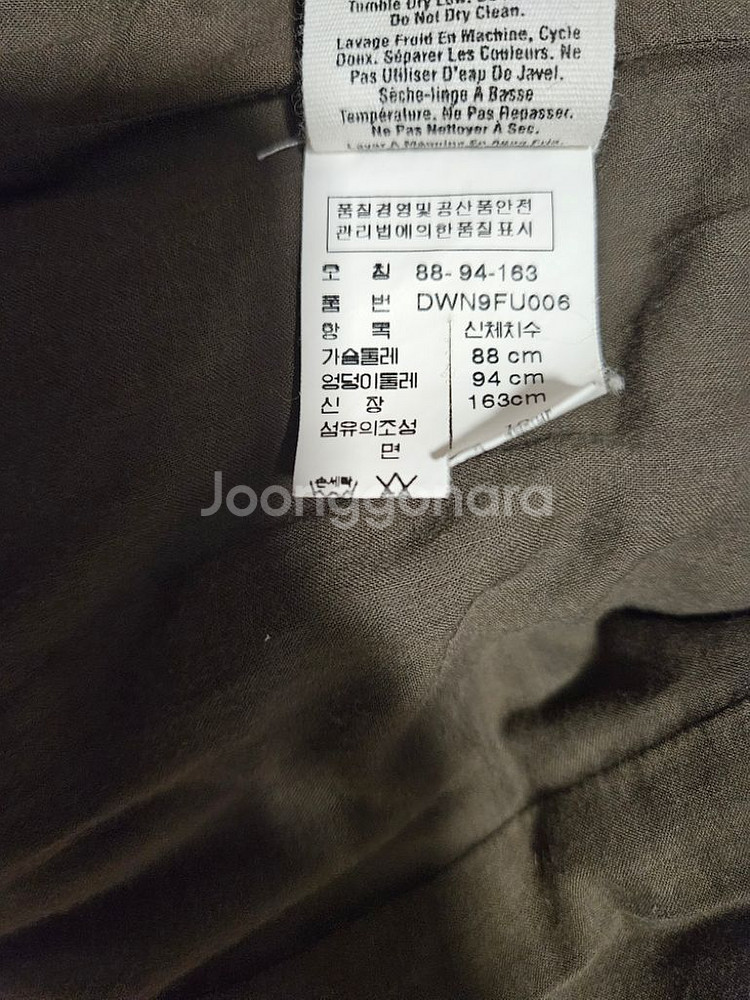 Tumble Dry Low.
Do Not Dry Clean.
Lavage Froid En Machine, Cycle
Doux. Séparer Les Couleurs. Ne
Pas Utiliser D'eau De Javel.
Sèche-linge A Basse
Température. Ne Pas Repasser.
Ne Pas Nettoyer A Sec.
품질경영및공산품안전
관리법에의한품질표시
호 칭 88-94-163
품 번 DWN9FU006
항 목 신체치수
가슴둘레 88 cm
엉덩이둘레 94 cm
신 장 163cm
섬유의조성
면
손세탁
Joonggonara